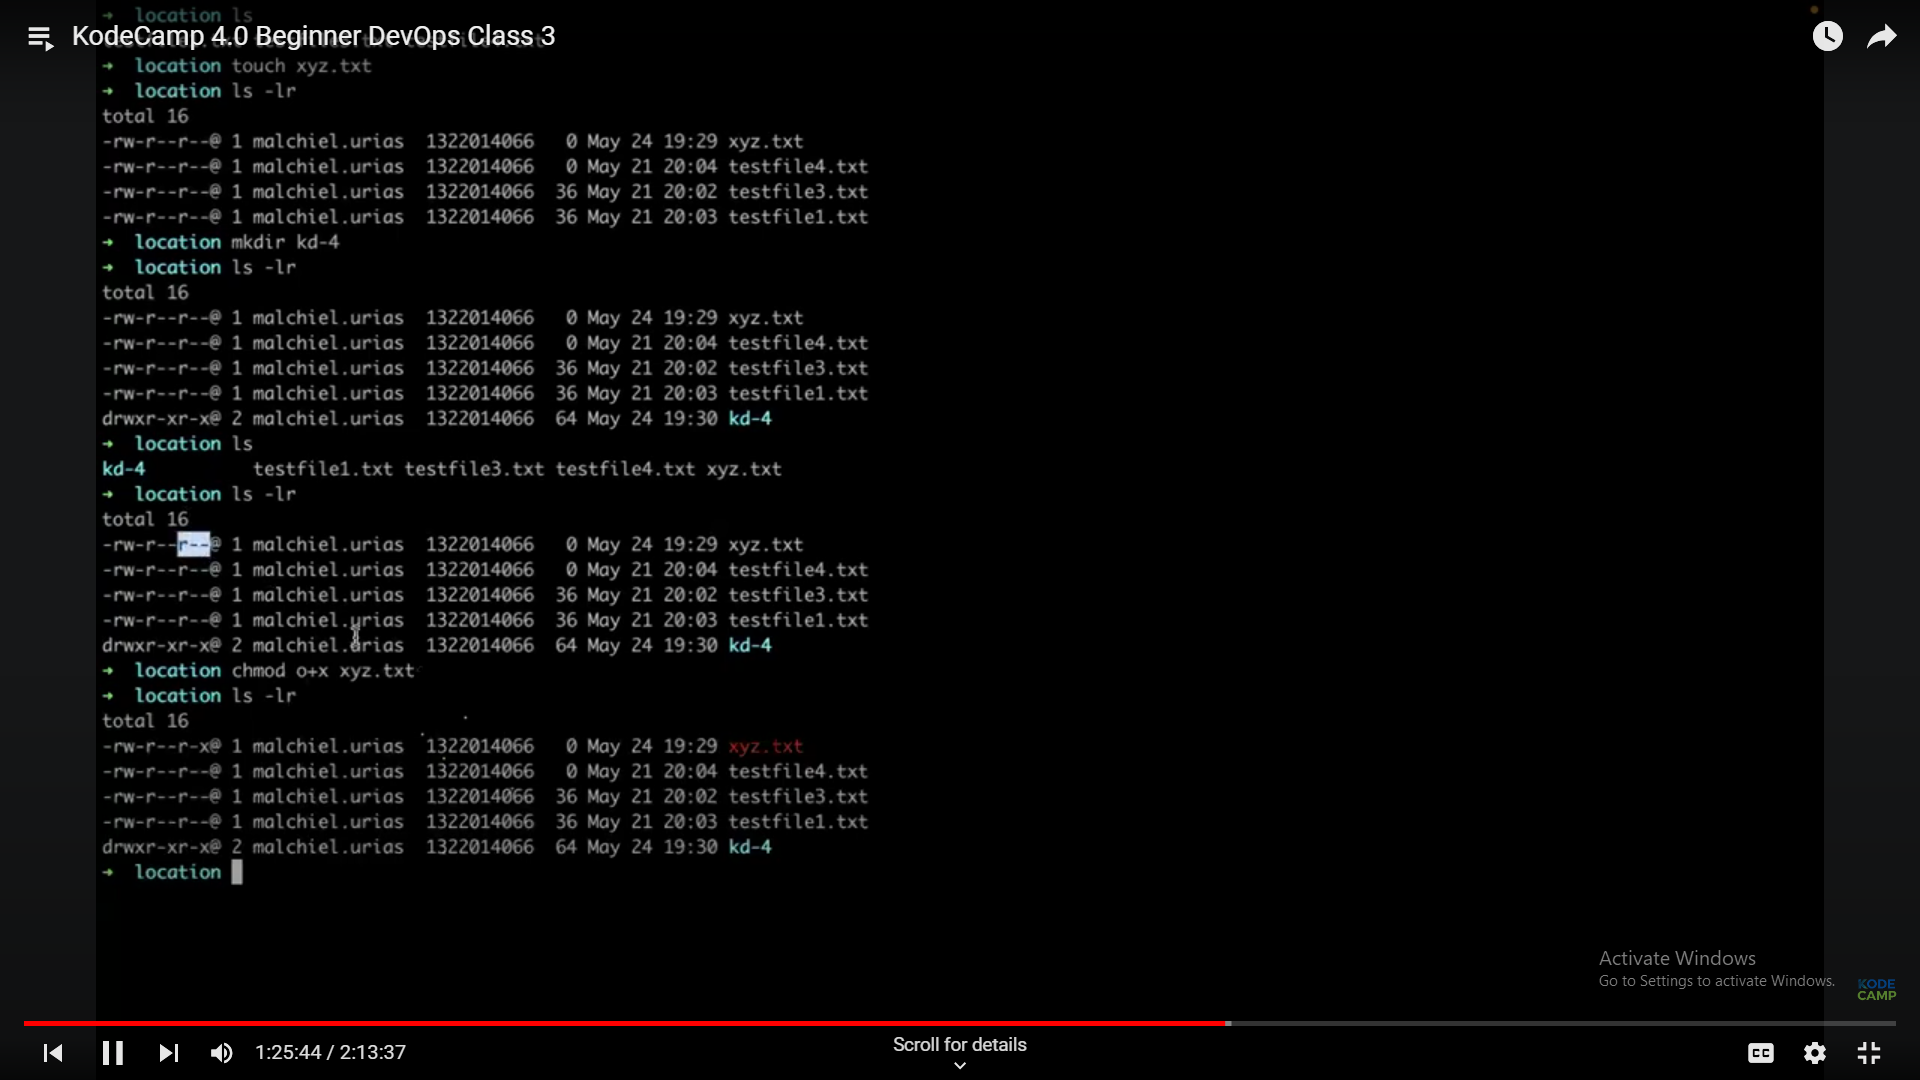 ➜ location ls
KodeCamp 4.0 Beginner DevOps Class 3
➜ location touch xyz.txt
➜ location ls -lr
total 16
-rw-r--r--@ 1 malchiel.urias 1322014066 0 May 24 19:29 xyz.txt
-rw-r--r--@ 1 malchiel.urias 1322014066 0 May 21 20:04 testfile4.txt
-rw-r--r--@ 1 malchiel.urias 1322014066 36 May 21 20:02 testfile3.txt
-rw-r--r--@ 1 malchiel.urias 1322014066 36 May 21 20:03 testfile1.txt
➜ location mkdir kd-4
➜ location ls -lr
total 16
-rw-r--r--@ 1 malchiel.urias 1322014066 0 May 24 19:29 xyz.txt
-rw-r--r--@ 1 malchiel.urias 1322014066 0 May 21 20:04 testfile4.txt
-rw-r--r--@ 1 malchiel.urias 1322014066 36 May 21 20:02 testfile3.txt
-rw-r--r--@ 1 malchiel.urias 1322014066 36 May 21 20:03 testfile1.txt
drwxr-xr-x@ 2 malchiel.urias 1322014066 64 May 24 19:30 kd-4
➜ location ls
kd-4 testfile1.txt testfile3.txt testfile4.txt xyz.txt
➜ location ls -lr
total 16
-rw-r--r--@ 1 malchiel.urias 1322014066 0 May 24 19:29 xyz.txt
-rw-r--r--@ 1 malchiel.urias 1322014066 0 May 21 20:04 testfile4.txt
-rw-r--r--@ 1 malchiel.urias 1322014066 36 May 21 20:02 testfile3.txt
-rw-r--r--@ 1 malchiel.urias 1322014066 36 May 21 20:03 testfile1.txt
drwxr-xr-x@ 2 malchiel.urias 1322014066 64 May 24 19:30 kd-4
➜ location chmod o+x xyz.txt
➜ location ls -lr
total 16
-rw-r--r-x@ 1 malchiel.urias 1322014066 0 May 24 19:29 xyz.txt
-rw-r--r--@ 1 malchiel.urias 1322014066 0 May 21 20:04 testfile4.txt
-rw-r--r--@ 1 malchiel.urias 1322014066 36 May 21 20:02 testfile3.txt
-rw-r--r--@ 1 malchiel.urias 1322014066 36 May 21 20:03 testfile1.txt
drwxr-xr-x@ 2 malchiel.urias 1322014066 64 May 24 19:30 kd-4
➜ location
Activate Windows
Go to Settings to activate Windows.
KODE
CAMP
1:25:44 / 2:13:37
Scroll for details
CC